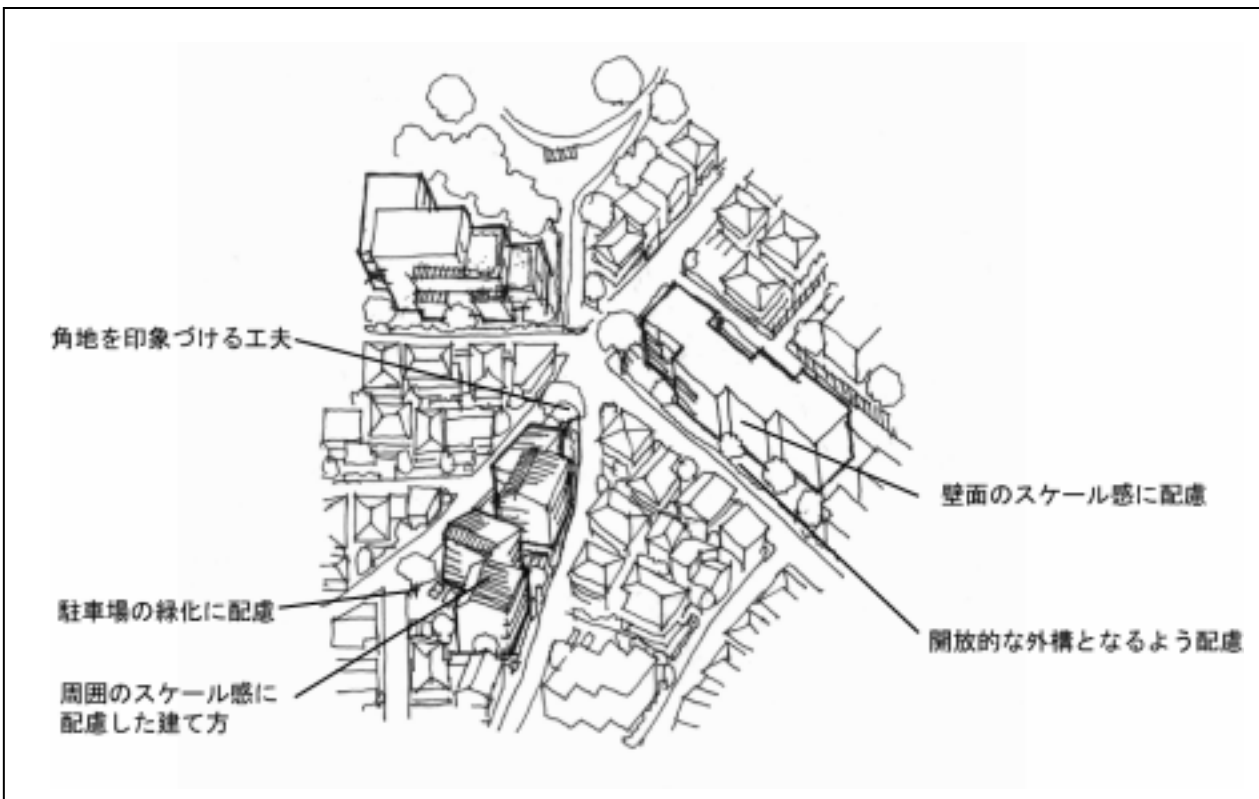 角地を印象づける工夫
壁面のスケール感に配慮
駐車場の緑化に配慮
開放的な外構となるよう配慮
周囲のスケール感に
配慮した建て方